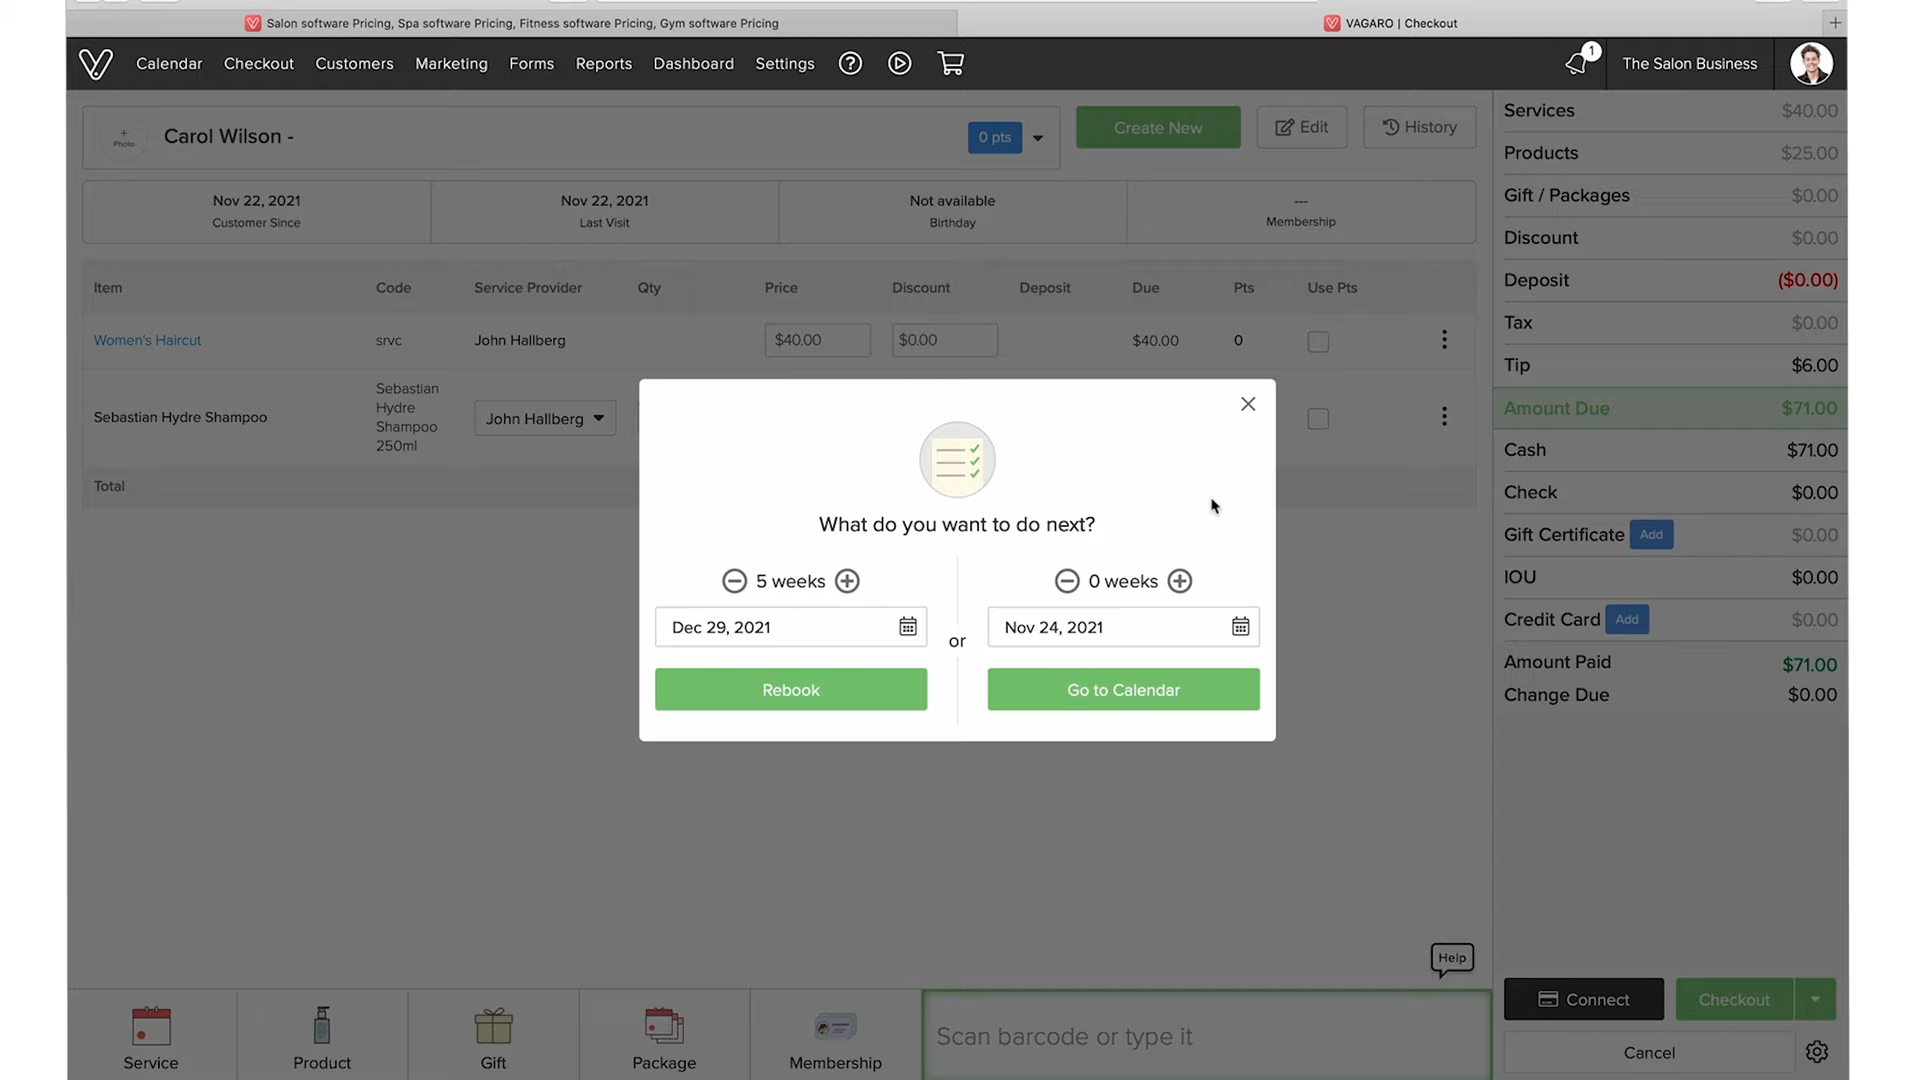 Salon software Pricing, Spa software Pricing, Fitness software Pricing, Gym software Pricing
VAGARO | Checkout
Calendar Checkout Customers Marketing Forms Reports Dashboard Settings
1
The Salon Business
+
Photo
Carol Wilson -
0 pts
Create New
Edit
History
Nov 22, 2021
Customer Since
Nov 22, 2021
Last Visit
Not available
Birthday
---
Membership
Item Code Service Provider Qty Price Discount Deposit Due Pts Use Pts
Women's Haircut srvc John Hallberg $40.00 $0.00 $40.00 0
Sebastian Hydre Shampoo
Sebastian
Hydre
Shampoo
250ml
John Hallberg
Total
What do you want to do next?
5 weeks
Dec 29, 2021
Rebook
or
0 weeks
Nov 24, 2021
Go to Calendar
Services $40.00
Products $25.00
Gift / Packages $0.00
Discount $0.00
Deposit ($0.00)
Tax $0.00
Tip $6.00
Amount Due $71.00
Cash $71.00
Check $0.00
Gift Certificate Add $0.00
IOU $0.00
Credit Card Add $0.00
Amount Paid $71.00
Change Due $0.00
Help
Service
Product
Gift
Package
Membership
Scan barcode or type it
Connect
Checkout
Cancel